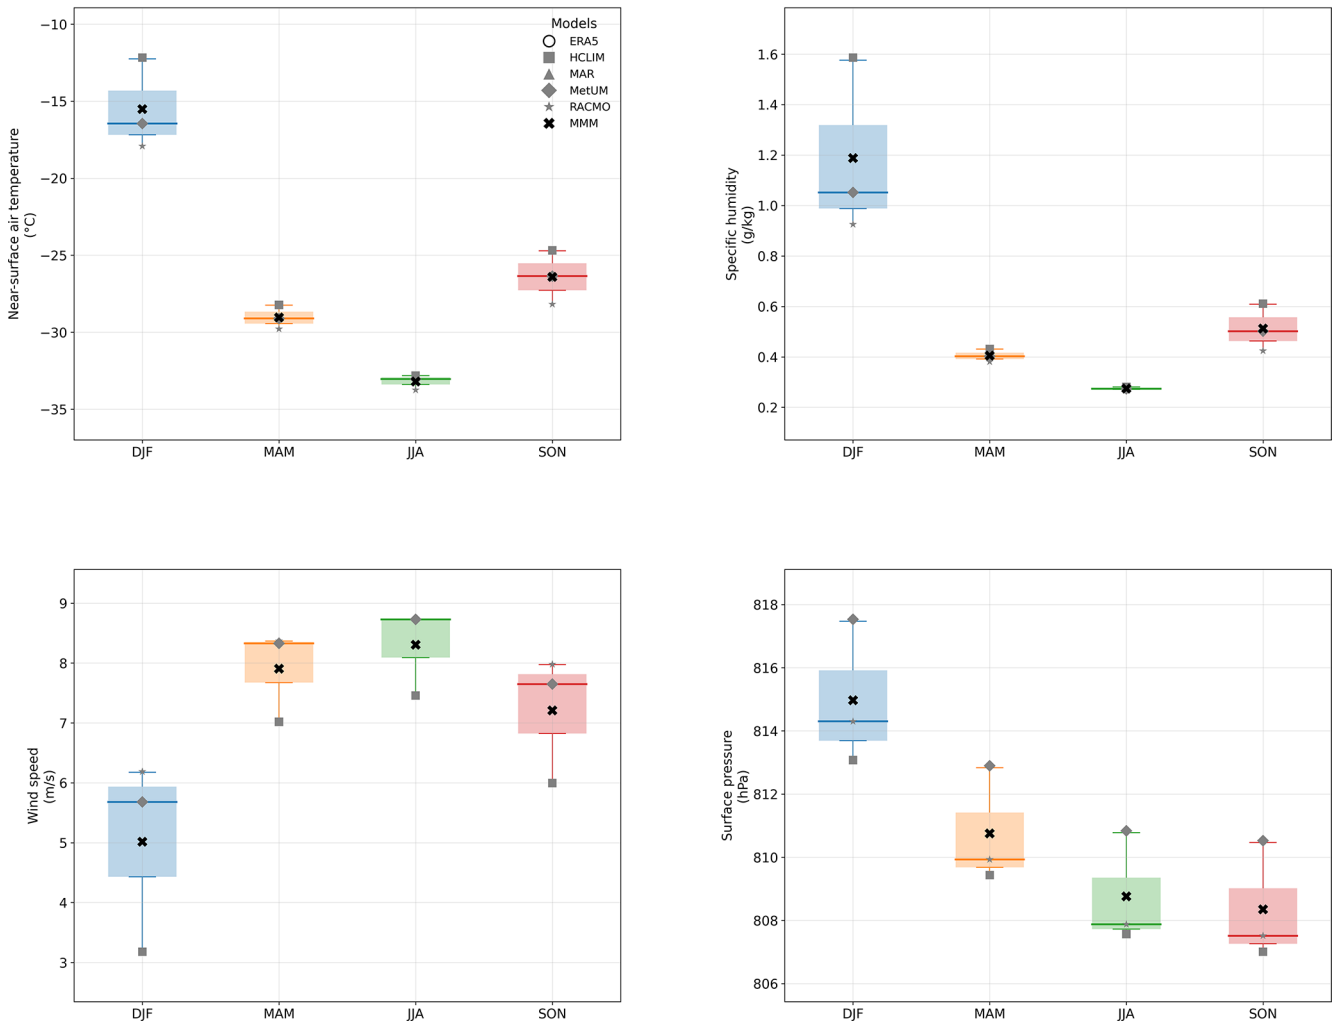 −10
−15
−20
−25
−30
−35
Near-surface air temperature
(°C)
DJF
MAM
JJA
SON
Models
ERA5
HCLIM
MAR
MetUM
RACMO
MMM
1.6
1.4
1.2
1.0
0.8
0.6
0.4
0.2
Specific humidity
(g/kg)
DJF
MAM
JJA
SON
9
8
7
6
5
4
3
Wind speed
(m/s)
DJF
MAM
JJA
SON
818
816
814
812
810
808
806
Surface pressure
(hPa)
DJF
MAM
JJA
SON